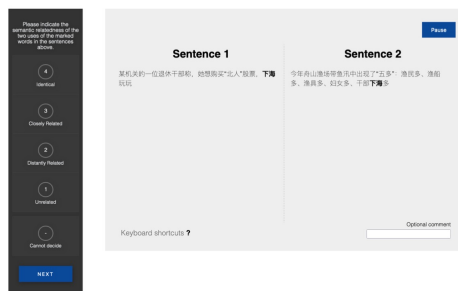 Please indicate the
semantic relatedness of the
two uses of the marked
words in the sentences
above.
4
Identical
3
Closely Related
2
Distantly Related
1
Unrelated
-
Cannot decide
NEXT
Pause
Sentence 1
某机关的一位退休干部称，她想购买“北人”股票，下海
玩玩
Sentence 2
今年舟山渔场带鱼汛中出现了“五多”：渔民多、渔船
多、渔具多、妇女多、干部下海多
Keyboard shortcuts ?
Optional comment